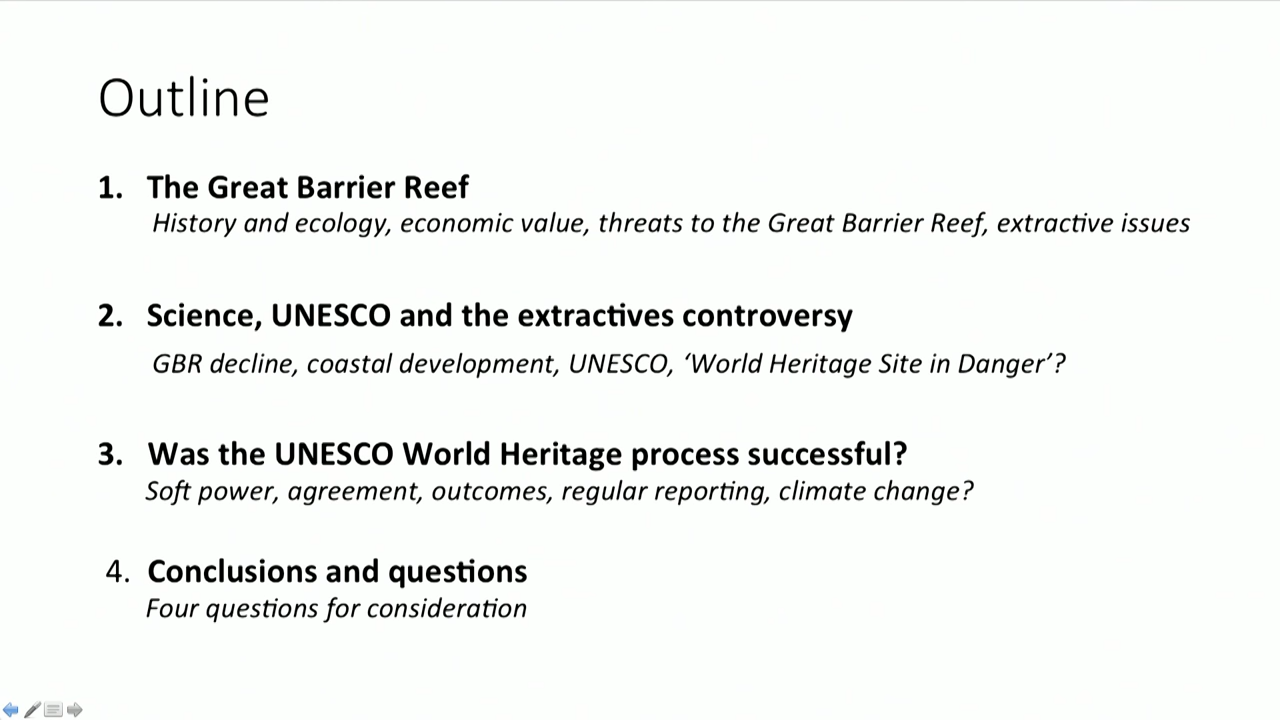 Outline
1. The Great Barrier Reef
History and ecology, economic value, threats to the Great Barrier Reef, extractive issues
2. Science, UNESCO and the extractives controversy
GBR decline, coastal development, UNESCO, ‘World Heritage Site in Danger’?
3. Was the UNESCO World Heritage process successful?
Soft power, agreement, outcomes, regular reporting, climate change?
4. Conclusions and questions
Four questions for consideration